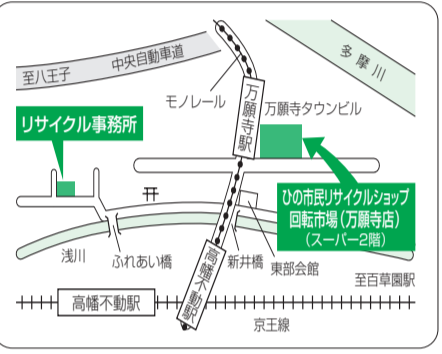 中央自動車道
至八王子
多摩川
モノレール
万願寺駅
万願寺タウンビル
リサイクル事務所
ひの市民リサイクルショップ
回転市場(万願寺店)
(スーパー2階)
浅川
ふれあい橋
新井橋
東部会館
至百草園駅
高幡不動駅
高幡不動駅
京王線